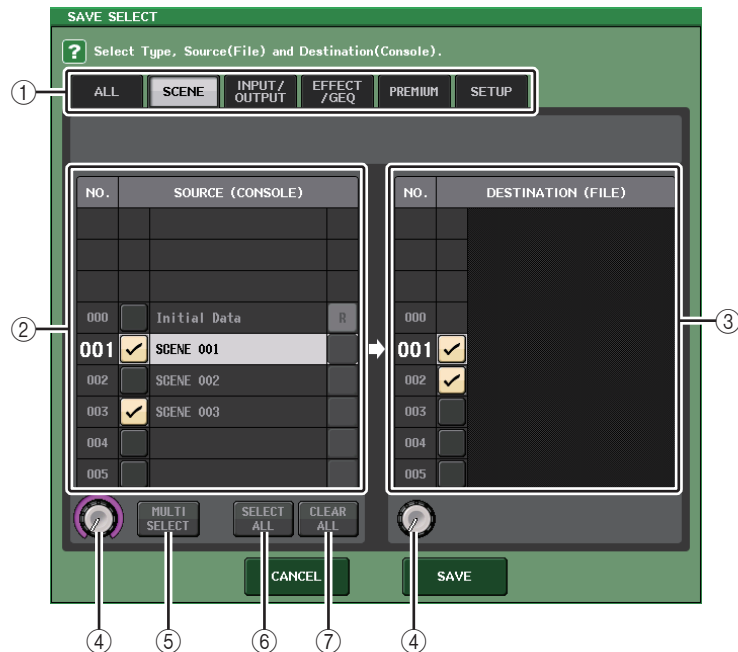 SAVE SELECT
? Select Type, Source(File) and Destination(Console).
① ALL SCENE INPUT/OUTPUT EFFECT/GEQ PREMIUM SETUP
NO. SOURCE (CONSOLE) NO. DESTINATION (FILE)
② ③
000 Initial Data R 000
001 SCENE 001 001
002 SCENE 002 002
003 SCENE 003 003
004 004
005 005
MULTI SELECT SELECT ALL CLEAR ALL
CANCEL SAVE
④ ⑤ ⑥ ⑦ ④